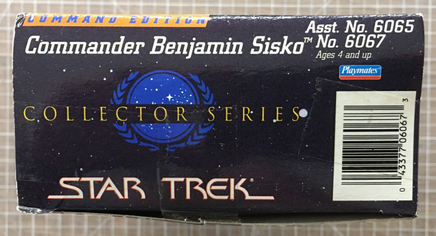 COMMAND EDITION
Asst. No. 6065
Commander Benjamin Sisko™ No. 6067
Ages 4 and up
Playmates
COLLECTOR SERIES
STAR TREK
0 43377 06067 3